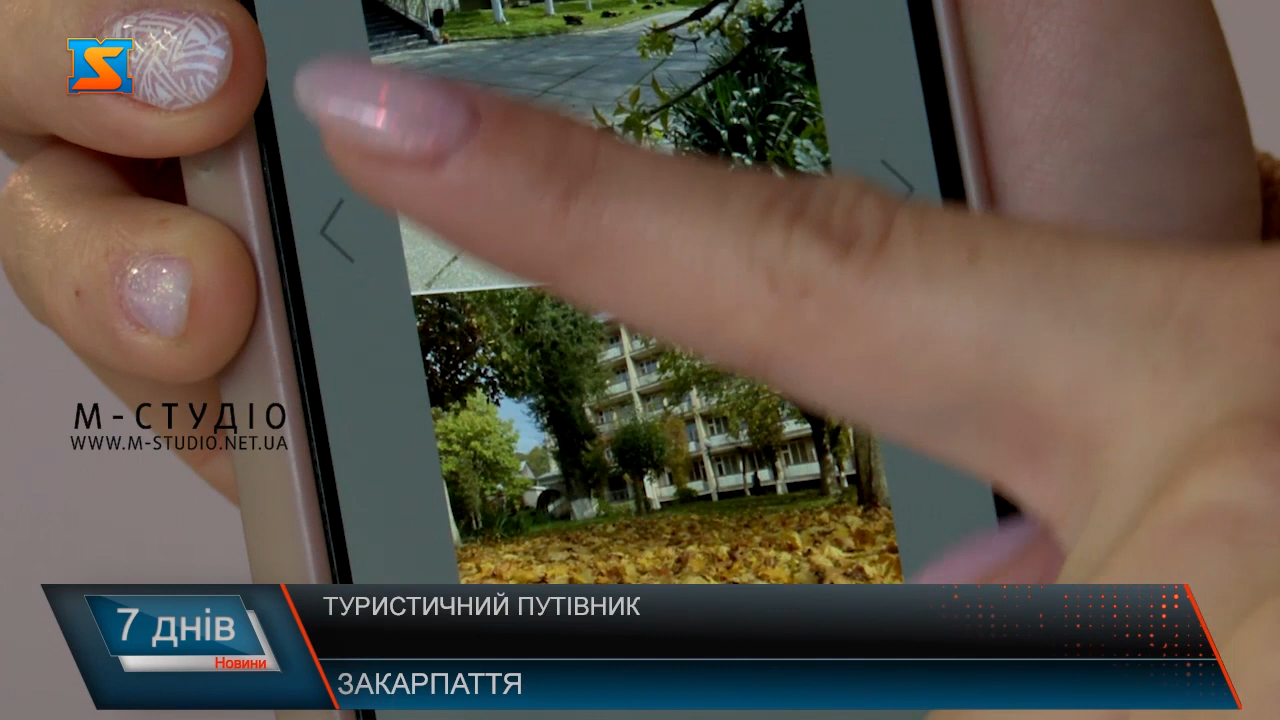 М-СТУДІО
WWW.M-STUDIO.NET.UA
ТУРИСТИЧНИЙ ПУТІВНИК
7 днів
Новини
ЗАКАРПАТТЯ